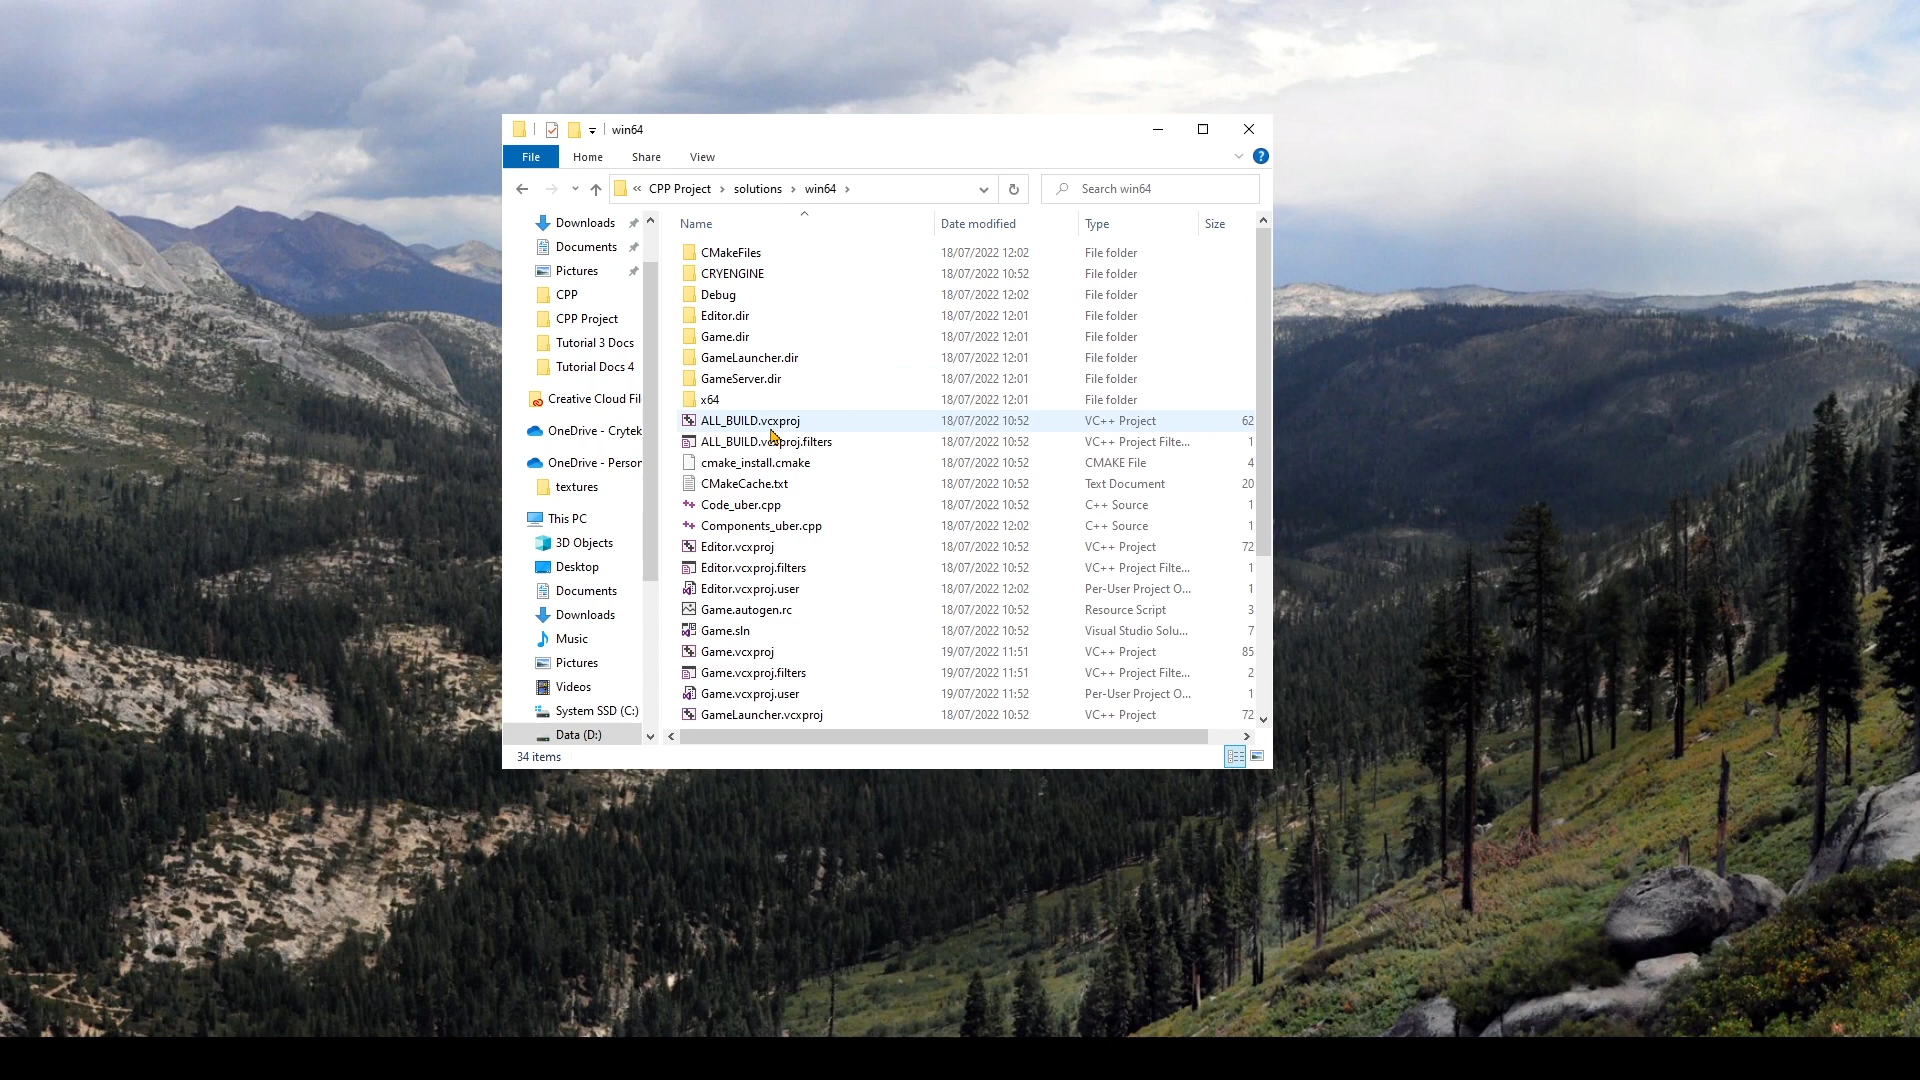 win64
File Home Share View
« CPP Project > solutions > win64 > Search win64
Name Date modified Type Size
Downloads
Documents
Pictures
CPP
CPP Project
Tutorial 3 Docs
Tutorial Docs 4
Creative Cloud Fil
OneDrive - Crytek
OneDrive - Person
textures
This PC
3D Objects
Desktop
Documents
Downloads
Music
Pictures
Videos
System SSD (C:)
Data (D:)
CMakeFiles 18/07/2022 12:02 File folder
CRYENGINE 18/07/2022 10:52 File folder
Debug 18/07/2022 12:02 File folder
Editor.dir 18/07/2022 12:01 File folder
Game.dir 18/07/2022 12:01 File folder
GameLauncher.dir 18/07/2022 12:01 File folder
GameServer.dir 18/07/2022 12:01 File folder
x64 18/07/2022 12:01 File folder
ALL_BUILD.vcxproj 18/07/2022 10:52 VC++ Project 62
ALL_BUILD.vcxproj.filters 18/07/2022 10:52 VC++ Project Filte... 1
cmake_install.cmake 18/07/2022 10:52 CMAKE File 4
CMakeCache.txt 18/07/2022 10:52 Text Document 20
Code_uber.cpp 18/07/2022 10:52 C++ Source 1
Components_uber.cpp 18/07/2022 12:02 C++ Source 1
Editor.vcxproj 18/07/2022 10:52 VC++ Project 72
Editor.vcxproj.filters 18/07/2022 10:52 VC++ Project Filte... 1
Editor.vcxproj.user 18/07/2022 12:02 Per-User Project O... 1
Game.autogen.rc 18/07/2022 10:52 Resource Script 3
Game.sln 18/07/2022 10:52 Visual Studio Solu... 7
Game.vcxproj 19/07/2022 11:51 VC++ Project 85
Game.vcxproj.filters 19/07/2022 11:51 VC++ Project Filte... 2
Game.vcxproj.user 19/07/2022 11:52 Per-User Project O... 1
GameLauncher.vcxproj 18/07/2022 10:52 VC++ Project 72
34 items